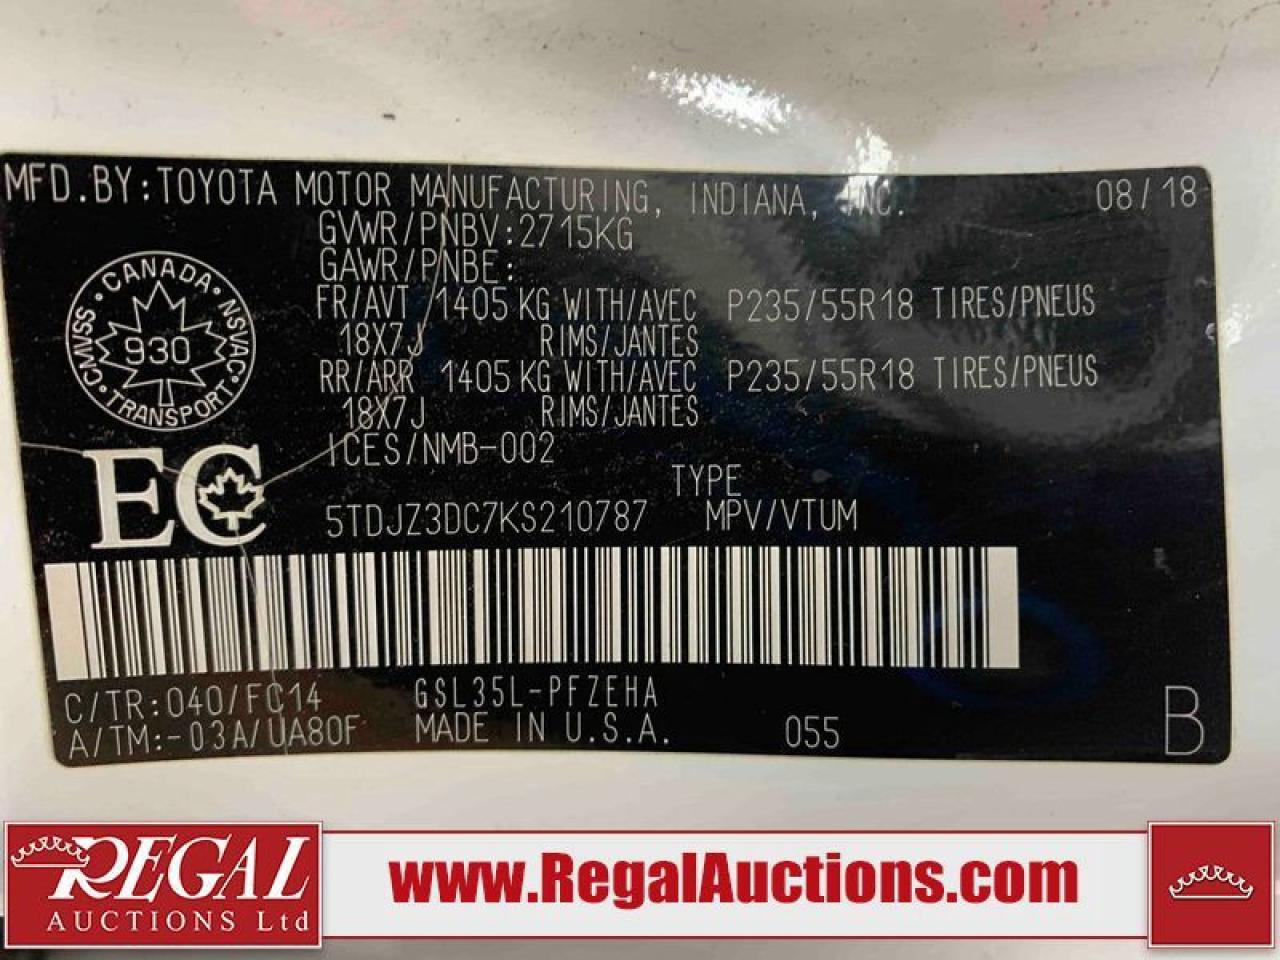 MFD.BY:TOYOTA MOTOR MANUFACTURING, INDIANA, INC. 08/18
GVWR/PNBV:2715KG
GAWR/PNBE:
FR/AVT 1405 KG WITH/AVEC P235/55R18 TIRES/PNEUS
18X7J RIMS/JANTES
RR/ARR 1405 KG WITH/AVEC P235/55R18 TIRES/PNEUS
18X7J RIMS/JANTES
ICES/NMB-002
CANADA · NSVAC · TRANSPORT · CMVSS ·
930
EC
TYPE
5TDJZ3DC7KS210787 MPV/VTUM
C/TR:040/FC14 GSL35L-PFZEHA
A/TM:-03A/UA80F MADE IN U.S.A. 055 B
REGAL
AUCTIONS Ltd
www.RegalAuctions.com